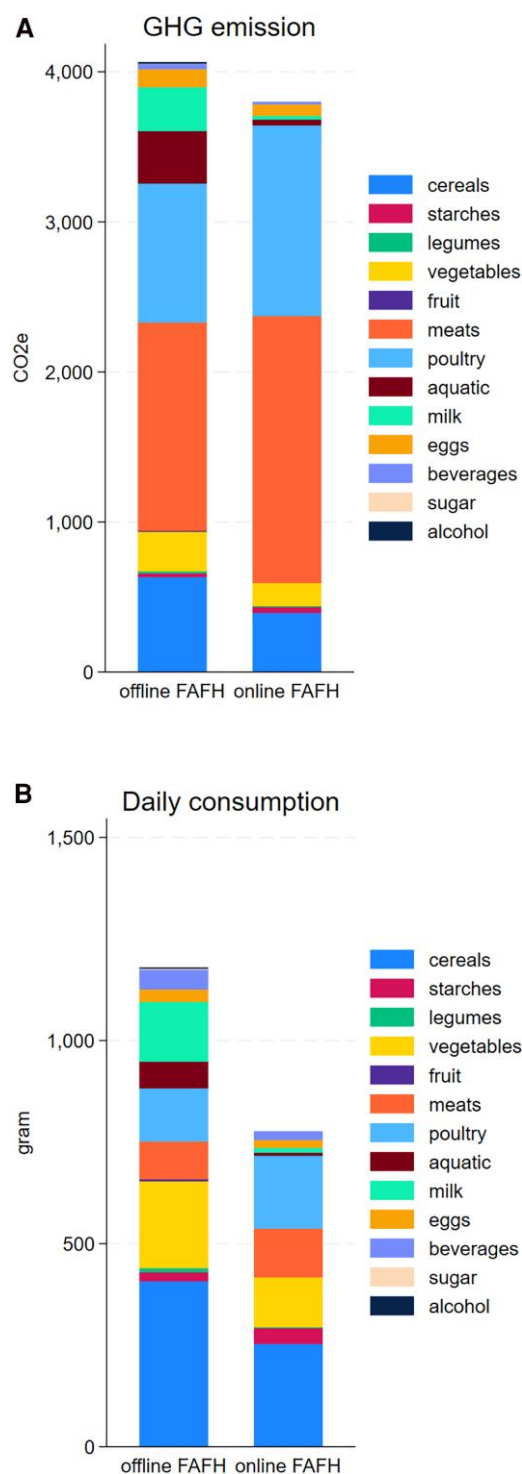 A
GHG emission
4,000
3,000
2,000
1,000
0
CO2e
offline FAFH online FAFH
cereals
starches
legumes
vegetables
fruit
meats
poultry
aquatic
milk
eggs
beverages
sugar
alcohol
B
Daily consumption
1,500
1,000
500
0
gram
offline FAFH online FAFH
cereals
starches
legumes
vegetables
fruit
meats
poultry
aquatic
milk
eggs
beverages
sugar
alcohol